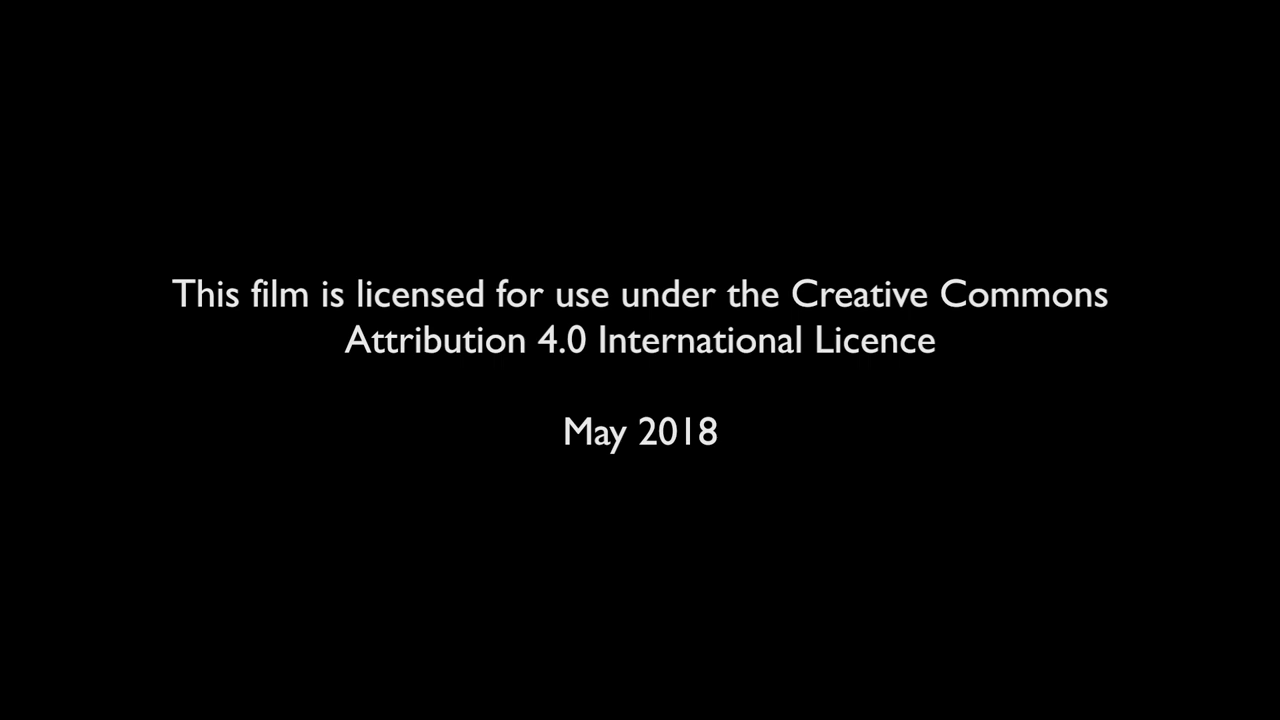 This film is licensed for use under the Creative Commons
Attribution 4.0 International Licence
May 2018